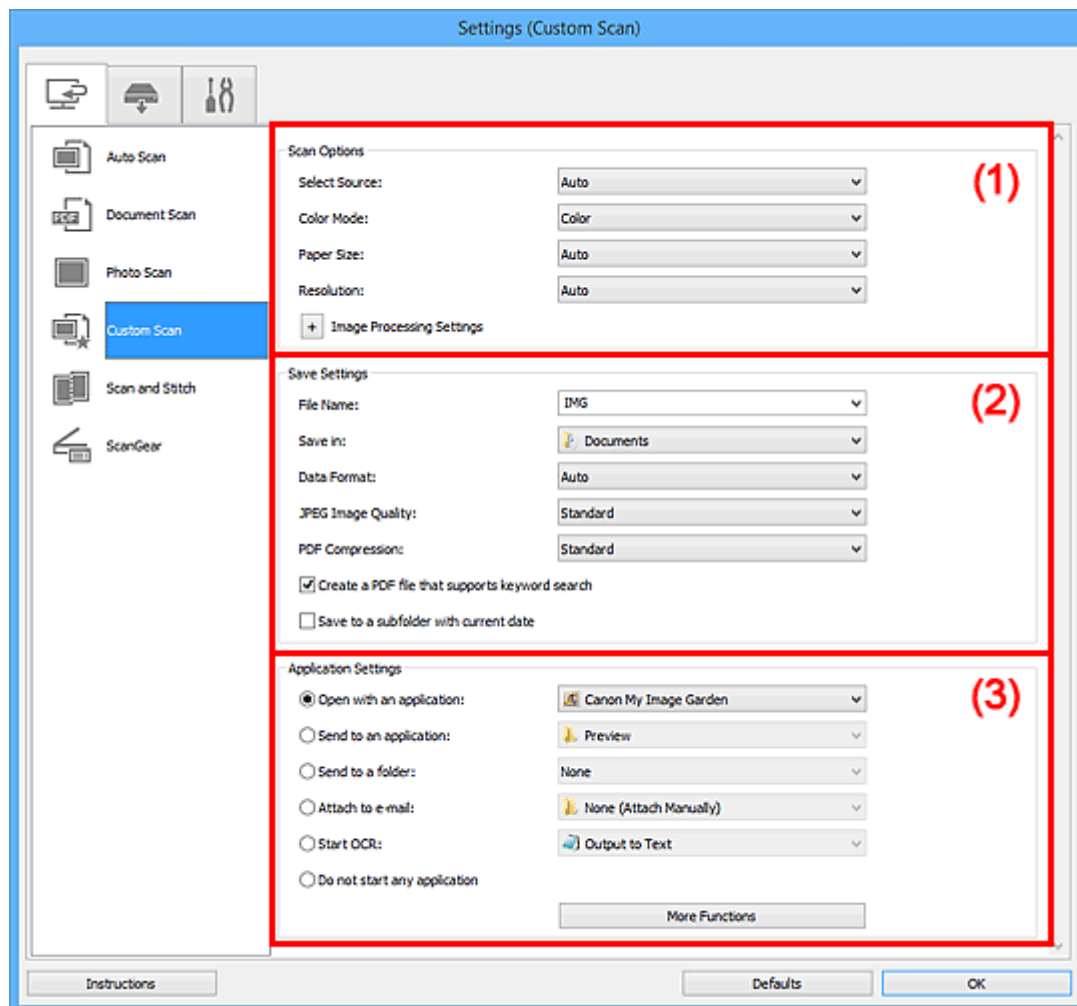 Settings (Custom Scan)
Auto Scan
PDF
Document Scan
Photo Scan
Custom Scan
Scan and Stitch
ScanGear
Scan Options
(1)
Select Source: Auto
Color Mode: Color
Paper Size: Auto
Resolution: Auto
+ Image Processing Settings
Save Settings
(2)
File Name: IMG
Save in: Documents
Data Format: Auto
JPEG Image Quality: Standard
PDF Compression: Standard
Create a PDF file that supports keyword search
Save to a subfolder with current date
Application Settings
(3)
Open with an application: Canon My Image Garden
Send to an application: Preview
Send to a folder: None
Attach to e-mail: None (Attach Manually)
Start OCR: Output to Text
Do not start any application
More Functions
Instructions Defaults OK